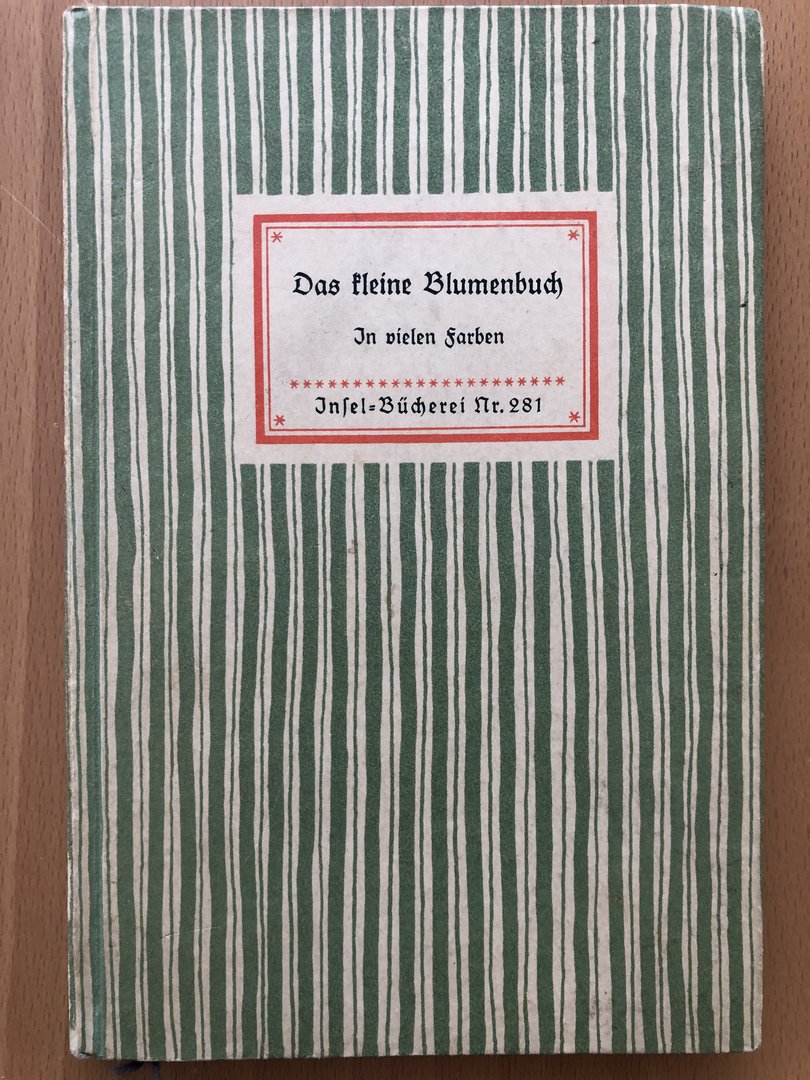 Das kleine Blumenbuch
In vielen Farben
Inſel-Bücherei Nr. 281